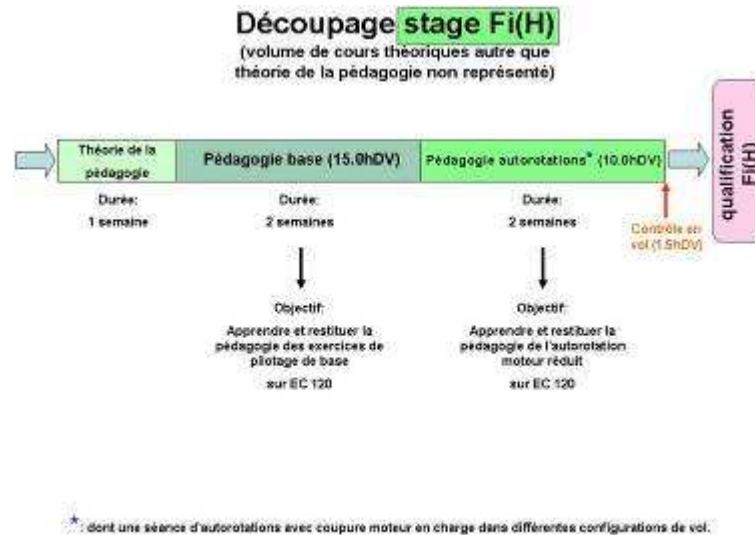 Découpage stage Fi(H)
(volume de cours théoriques autre que
théorie de la pédagogie non représenté)
Théorie de la
pédagogie
Pédagogie base (15.0hDV)
Pédagogie autorotations* (10.0hDV)
qualification
Fi(H)
Durée:
1 semaine
Durée:
2 semaines
Durée:
2 semaines
Contrôle en
vol (1.5hDV)
Objectif:
Apprendre et restituer la
pédagogie des exercices de
pilotage de base
sur EC 120
Objectif:
Apprendre et restituer la
pédagogie de l'autorotation
moteur réduit
sur EC 120
*: dont une séance d'autorotations avec coupure moteur en charge dans différentes configurations de vol.